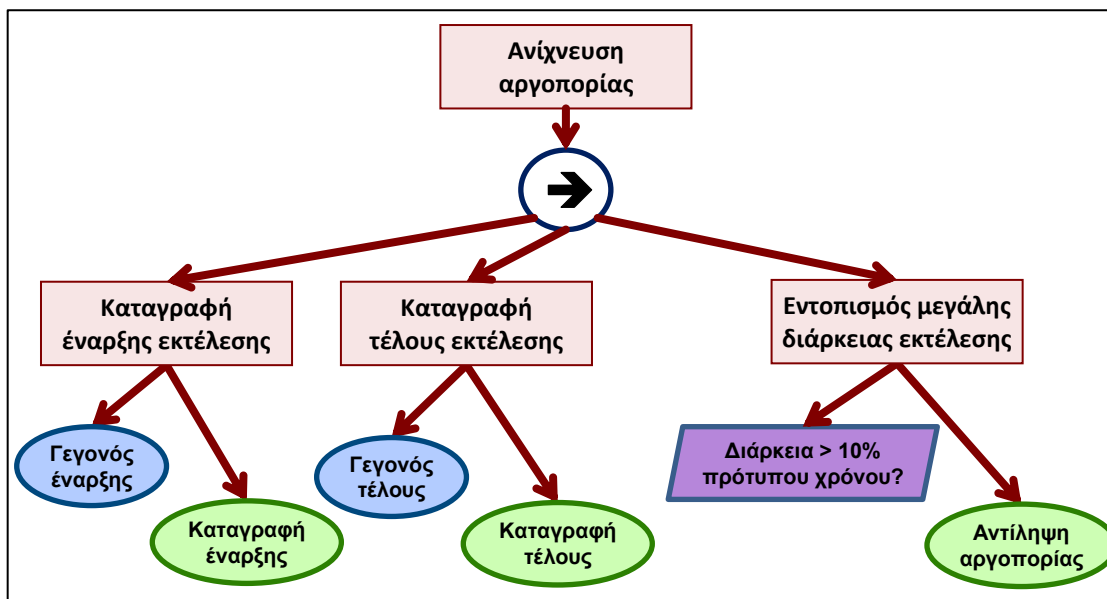 Ανίχνευση
αργοπορίας
Καταγραφή
έναρξης εκτέλεσης
Καταγραφή
τέλους εκτέλεσης
Εντοπισμός μεγάλης
διάρκειας εκτέλεσης
Γεγονός
έναρξης
Καταγραφή
έναρξης
Γεγονός
τέλους
Καταγραφή
τέλους
Διάρκεια > 10%
πρότυπου χρόνου?
Αντίληψη
αργοπορίας